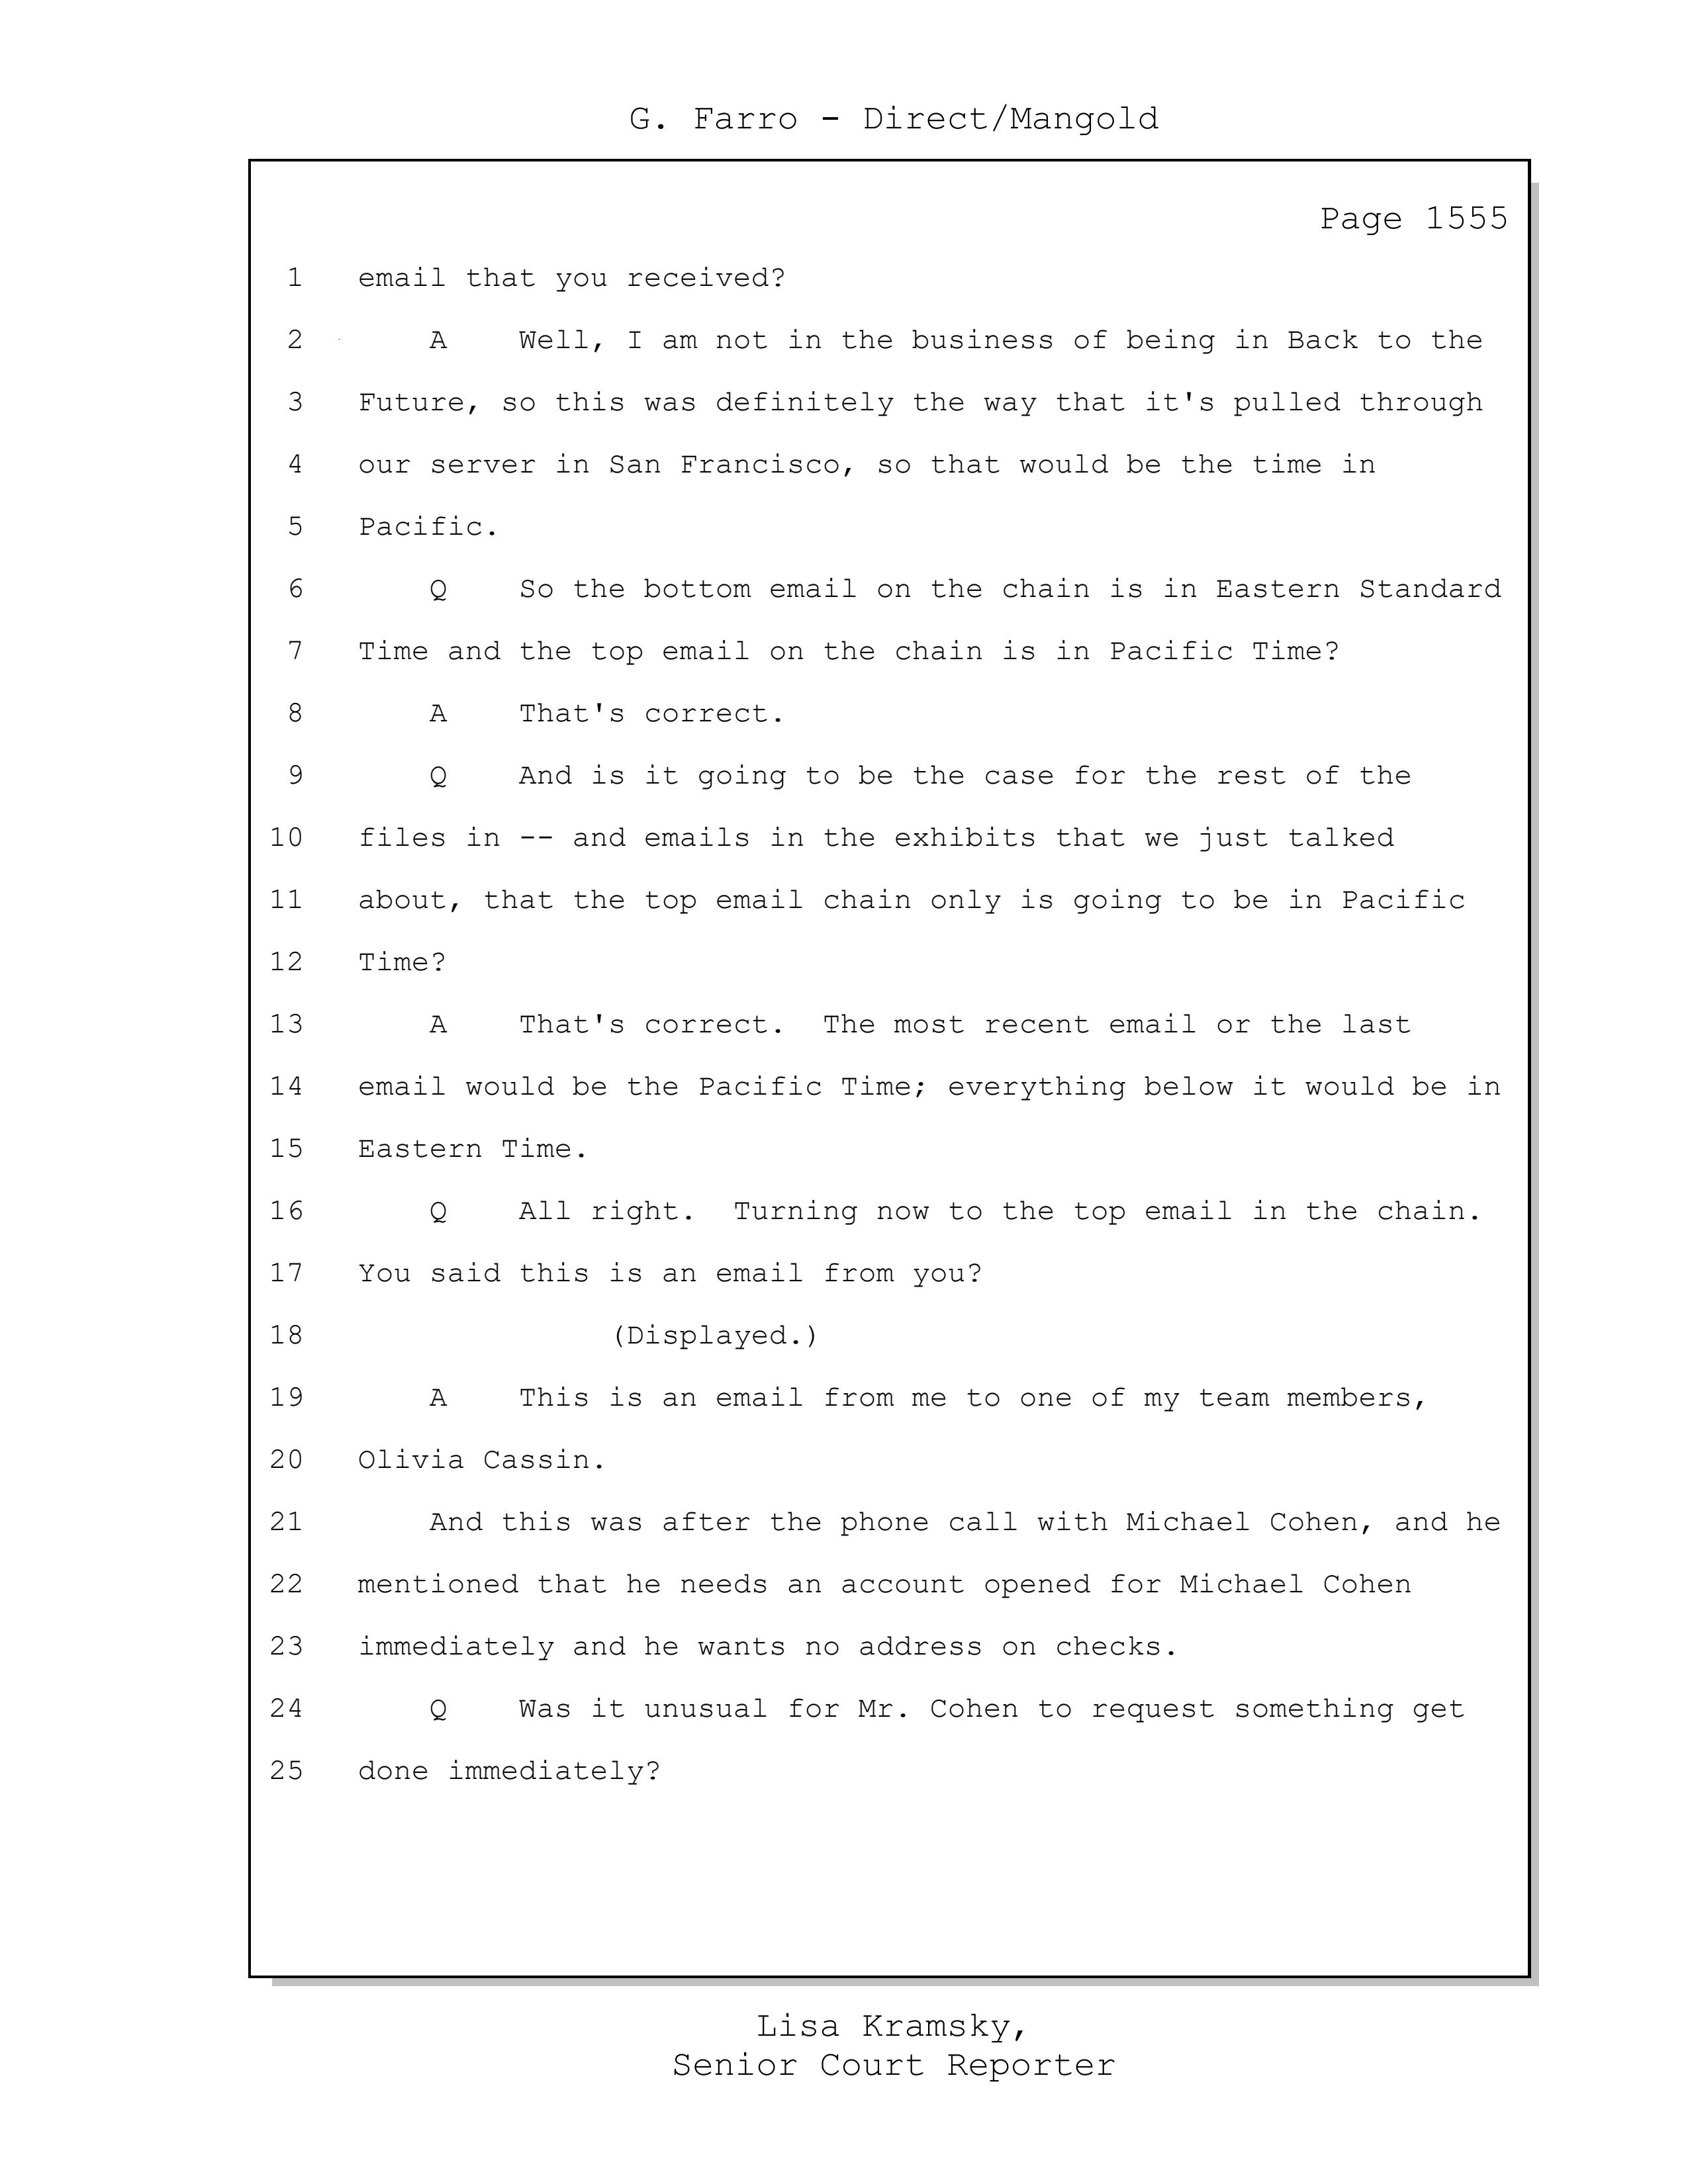 G. Farro - Direct/Mangold
Page 1555
1 email that you received?
2 A Well, I am not in the business of being in Back to the
3 Future, so this was definitely the way that it's pulled through
4 our server in San Francisco, so that would be the time in
5 Pacific.
6 Q So the bottom email on the chain is in Eastern Standard
7 Time and the top email on the chain is in Pacific Time?
8 A That's correct.
9 Q And is it going to be the case for the rest of the
10 files in -- and emails in the exhibits that we just talked
11 about, that the top email chain only is going to be in Pacific
12 Time?
13 A That's correct. The most recent email or the last
14 email would be the Pacific Time; everything below it would be in
15 Eastern Time.
16 Q All right. Turning now to the top email in the chain.
17 You said this is an email from you?
18 (Displayed.)
19 A This is an email from me to one of my team members,
20 Olivia Cassin.
21 And this was after the phone call with Michael Cohen, and he
22 mentioned that he needs an account opened for Michael Cohen
23 immediately and he wants no address on checks.
24 Q Was it unusual for Mr. Cohen to request something get
25 done immediately?
Lisa Kramsky,
Senior Court Reporter